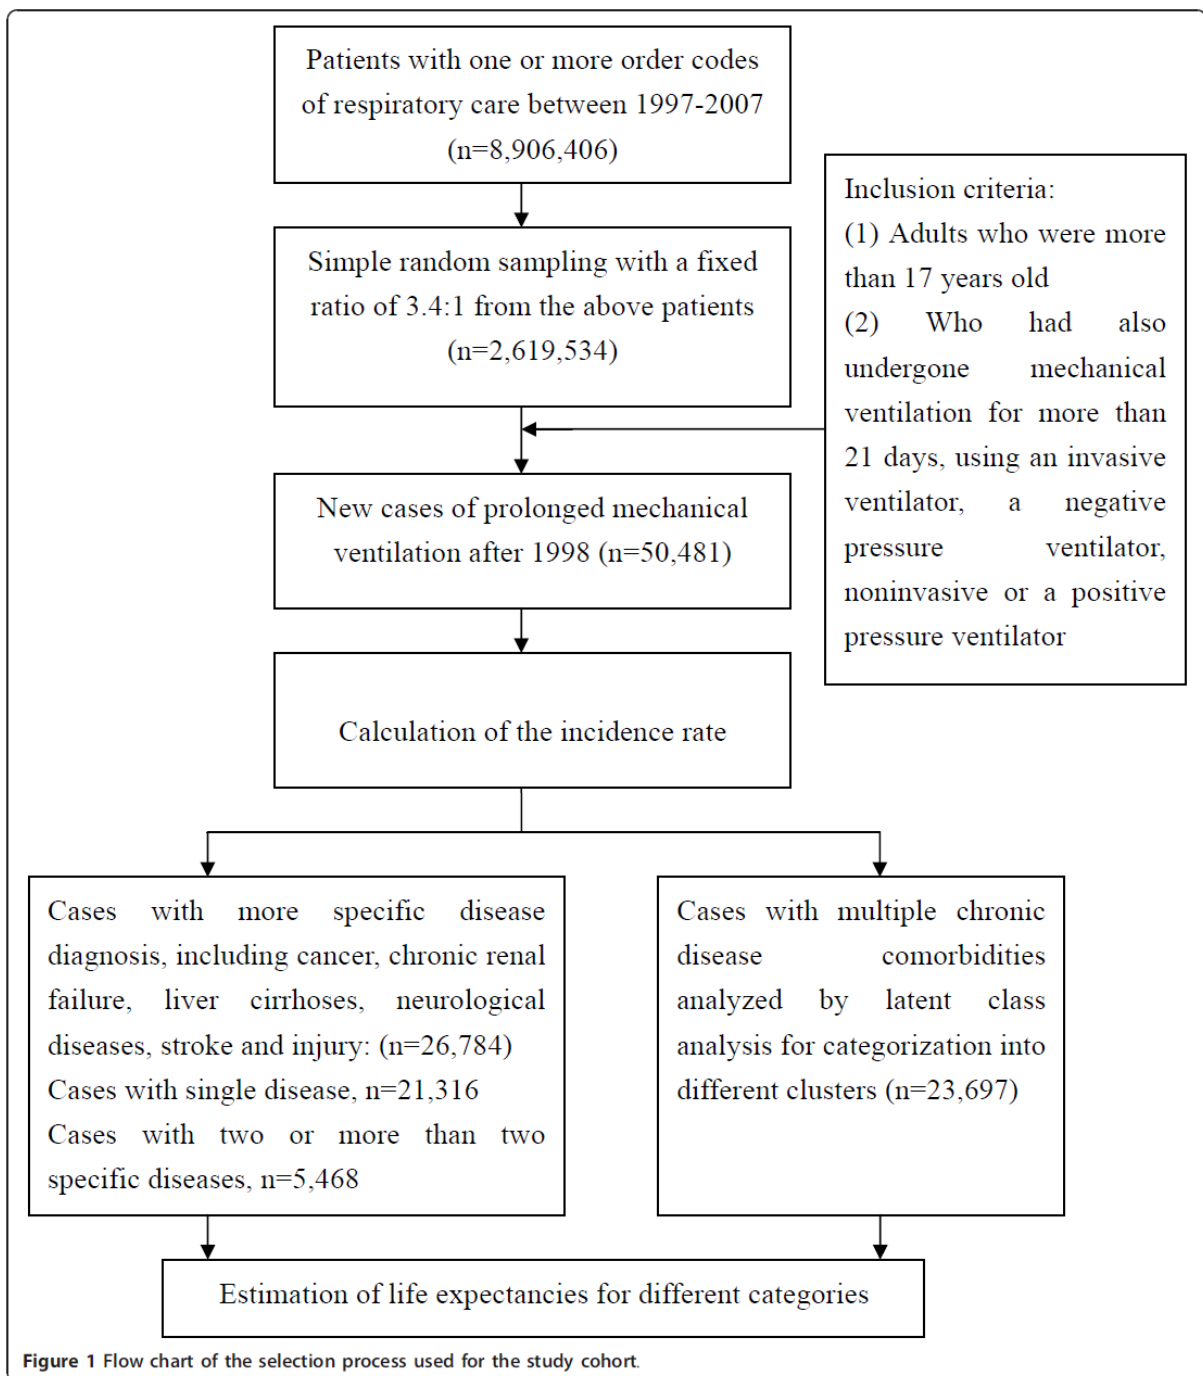 Patients with one or more order codes
of respiratory care between 1997-2007
(n=8,906,406)
Simple random sampling with a fixed
ratio of 3.4:1 from the above patients
(n=2,619,534)
Inclusion criteria:
(1) Adults who were more
than 17 years old
(2) Who had also
undergone mechanical
ventilation for more than
21 days, using an invasive
ventilator, a negative
pressure ventilator,
noninvasive or a positive
pressure ventilator
New cases of prolonged mechanical
ventilation after 1998 (n=50,481)
Calculation of the incidence rate
Cases with more specific disease
diagnosis, including cancer, chronic renal
failure, liver cirrhoses, neurological
diseases, stroke and injury: (n=26,784)
Cases with single disease, n=21,316
Cases with two or more than two
specific diseases, n=5,468
Cases with multiple chronic
disease comorbidities
analyzed by latent class
analysis for categorization into
different clusters (n=23,697)
Estimation of life expectancies for different categories
Figure 1 Flow chart of the selection process used for the study cohort.